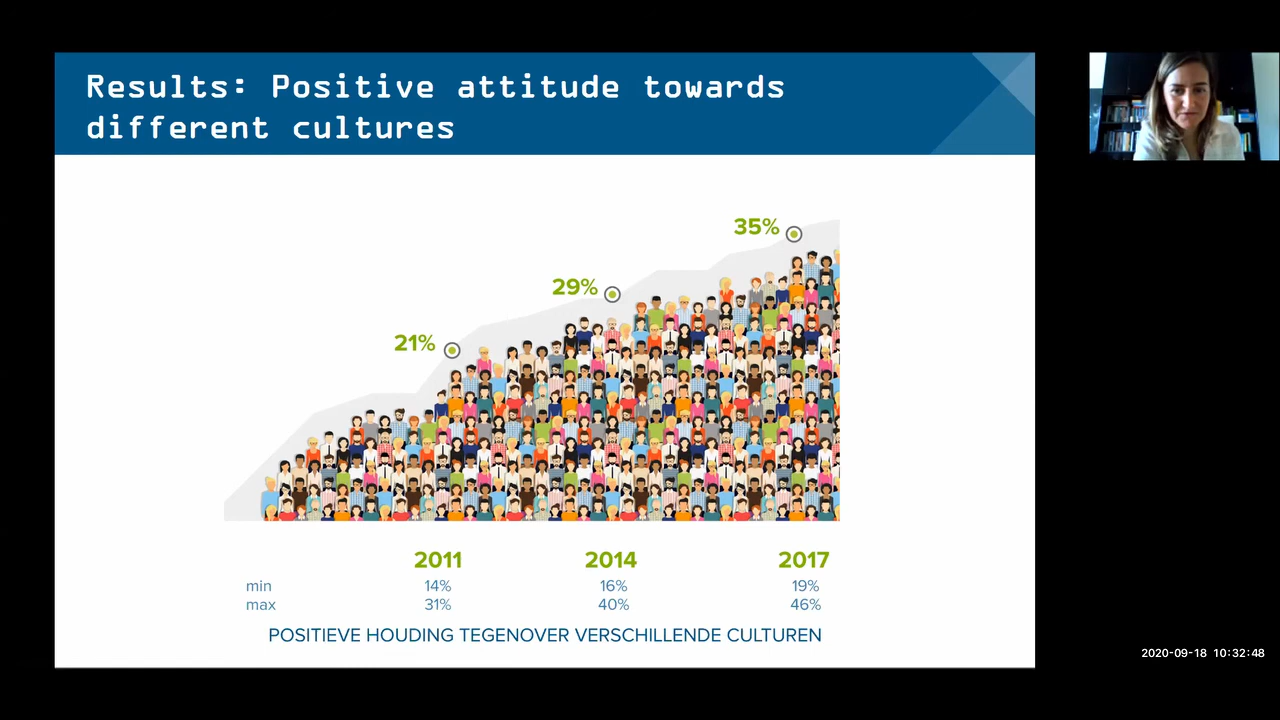 Results: Positive attitude towards
different cultures
35%
29%
21%
2011 2014 2017
min 14% 16% 19%
max 31% 40% 46%
POSITIEVE HOUDING TEGENOVER VERSCHILLENDE CULTUREN
2020-09-18 10:32:48